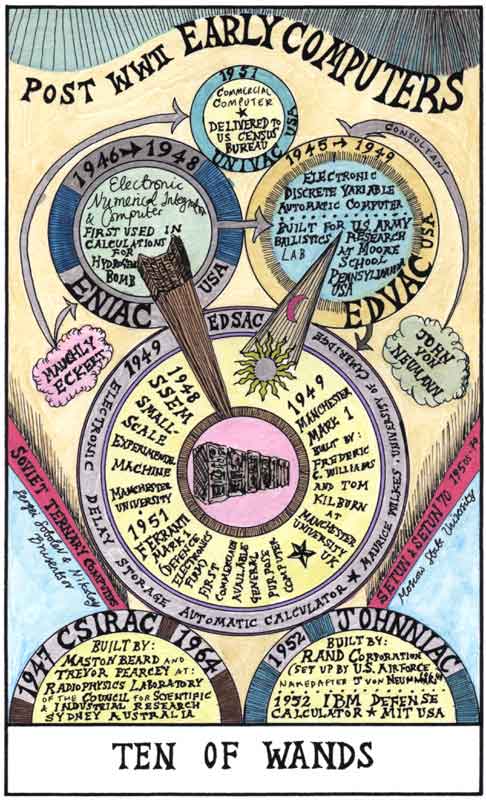 POST WWII EARLY COMPUTERS
1951
COMMERCIAL
COMPUTER
★
DELIVERED TO
US CENSUS
BUREAU
UNIVAC USA
1946→1948
Electronic
Numerical Integrator
& Computer
FIRST USED IN
CALCULATIONS
FOR
HYDROGEN
BOMB
ENIAC
USA
1945→1949
ELECTRONIC
DISCRETE VARIABLE
AUTOMATIC COMPUTER
BUILT FOR U.S. ARMY
BALLISTICS RESEARCH
LAB AT MOORE
SCHOOL
PENNSYLVANIA
USA
EDVAC USA
CONSULTANT
MAUCHLY
ECKERT
JOHN
VON
NEUMANN
EDSAC
1949
ELECTRONIC DELAY STORAGE AUTOMATIC CALCULATOR ★ MAURICE WILKES · UNIVERSITY OF CAMBRIDGE
1948
SSEM
SMALL-
SCALE
EXPERIMENTAL
MACHINE
MANCHESTER
UNIVERSITY
1951
FERRANTI
MARK 1
DEFENCE
ELECTRONICS
FIRM
FIRST
COMMERCIALLY
AVAILABLE
GENERAL
PURPOSE
COMPUTER
1949
MANCHESTER
MARK 1
BUILT BY:
FREDERIC
C. WILLIAMS
AND TOM
KILBURN
AT
MANCHESTER
UNIVERSITY
UK
SOVIET TERNARY COMPUTERS
Sergei Sobolev & Nikolay
SETUN & SETUN 70 1950s-70
Moscow State University
1947 CSIRAC 1964
BUILT BY:
MASTON BEARD AND
TREVOR PEARCEY AT:
RADIOPHYSICS LABORATORY
OF THE COUNCIL FOR SCIENTIFIC
& INDUSTRIAL RESEARCH
SYDNEY AUSTRALIA
1952 JOHNNIAC
BUILT BY:
RAND CORPORATION
(SET UP BY U.S. AIRFORCE
NAMED AFTER J VON NEUMANN
1952 IBM DEFENSE
CALCULATOR ★ MIT USA
TEN OF WANDS